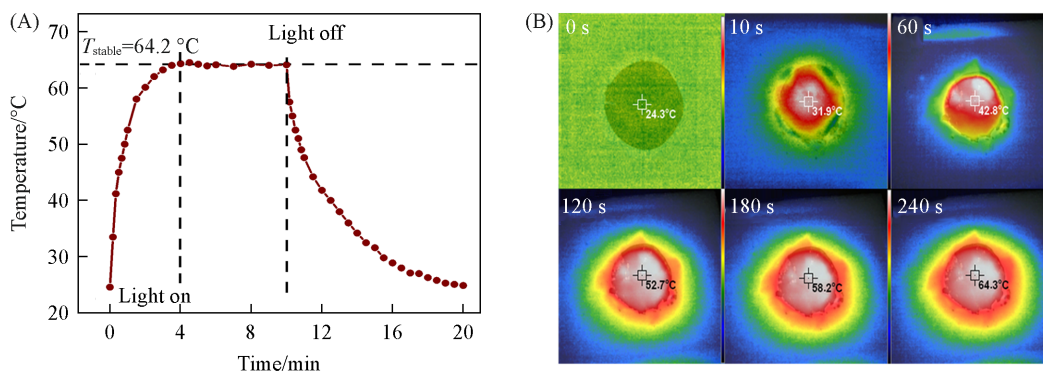 (A)
70
60
50
40
30
20
Temperature/°C
T stable=64.2 °C
Light off
Light on
0
4
8
12
16
20
Time/min
(B)
0 s
24.3°C
10 s
31.9°C
60 s
42.8°C
120 s
52.7°C
180 s
58.2°C
240 s
64.3°C